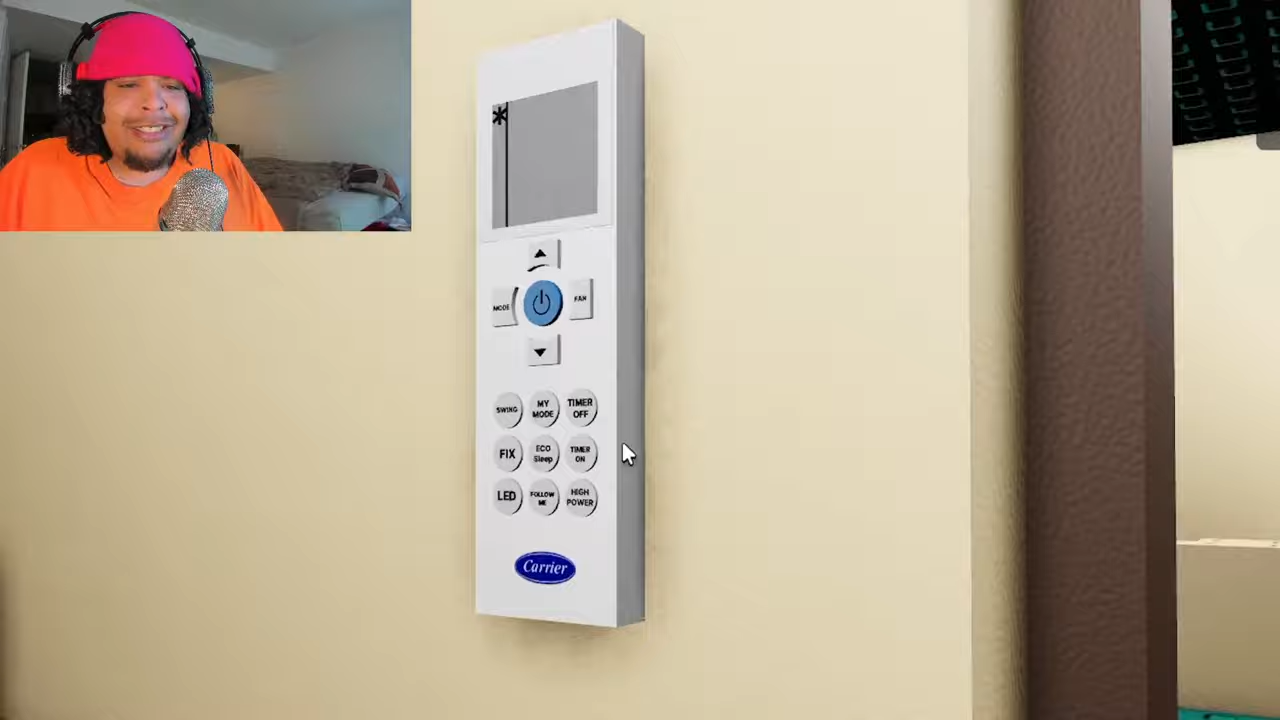 *
MODE
FAN
SWING
MY MODE
TIMER OFF
FIX
ECO Sleep
TIMER ON
LED
FOLLOW ME
HIGH POWER
Carrier